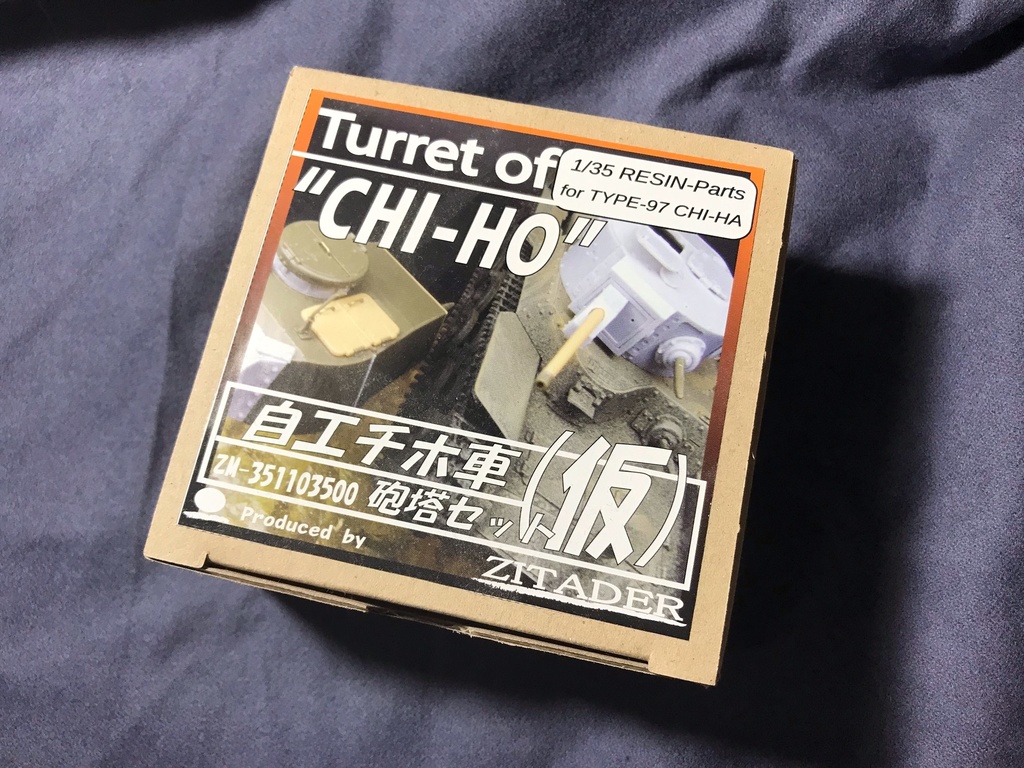 Turret of
"CHI-HO"
1/35 RESIN-Parts
for TYPE-97 CHI-HA
自工チホ車(仮)
ZM-351103500 砲塔セット
Produced by
ZITADER